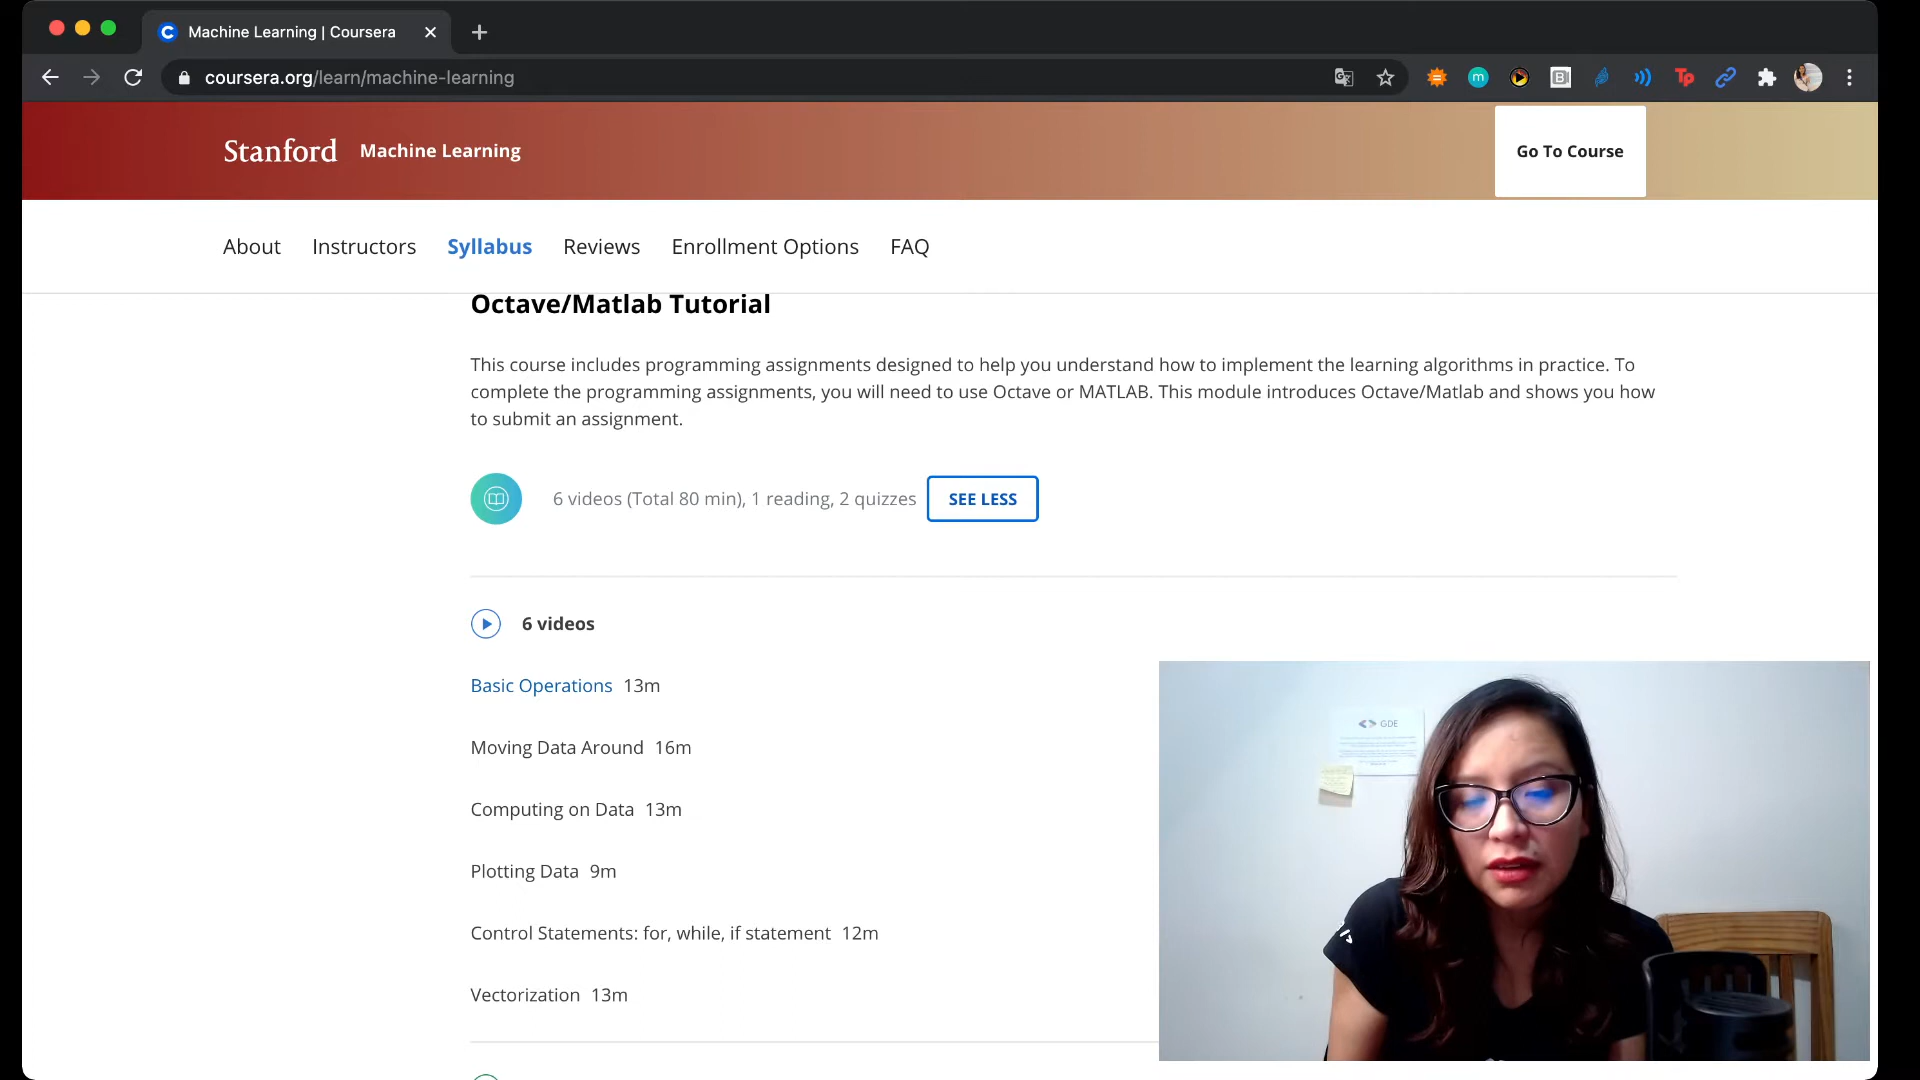 Machine Learning | Coursera
coursera.org/learn/machine-learning
Stanford Machine Learning
Go To Course
About Instructors Syllabus Reviews Enrollment Options FAQ
Octave/Matlab Tutorial
This course includes programming assignments designed to help you understand how to implement the learning algorithms in practice. To
complete the programming assignments, you will need to use Octave or MATLAB. This module introduces Octave/Matlab and shows you how
to submit an assignment.
6 videos (Total 80 min), 1 reading, 2 quizzes SEE LESS
6 videos
Basic Operations 13m
Moving Data Around 16m
Computing on Data 13m
Plotting Data 9m
Control Statements: for, while, if statement 12m
Vectorization 13m
GDE